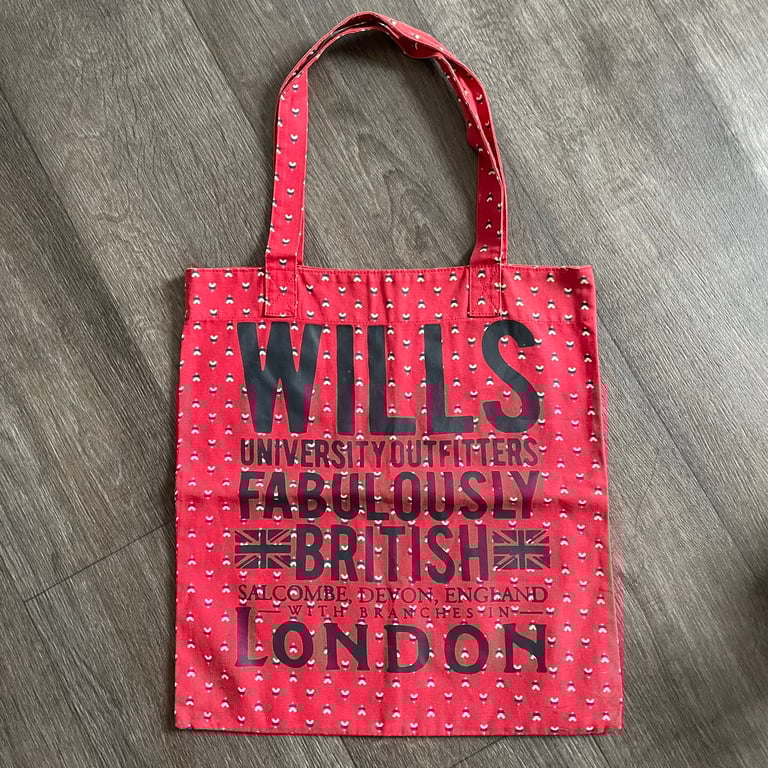 WILLS
UNIVERSITY OUTFITTERS
FABULOUSLY
BRITISH
SALCOMBE, DEVON, ENGLAND
— WITH BRANCHES IN —
LONDON